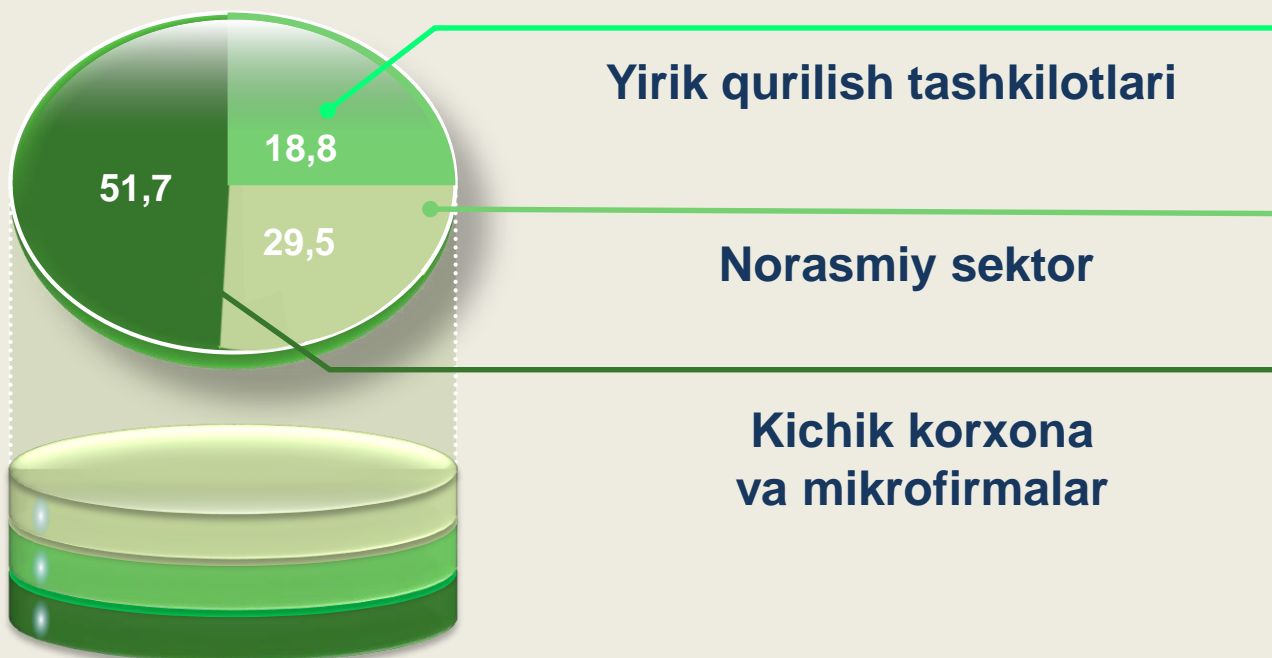 Yirik qurilish tashkilotlari
18,8
51,7
29,5
Norasmiy sektor
Kichik korxona
va mikrofirmalar